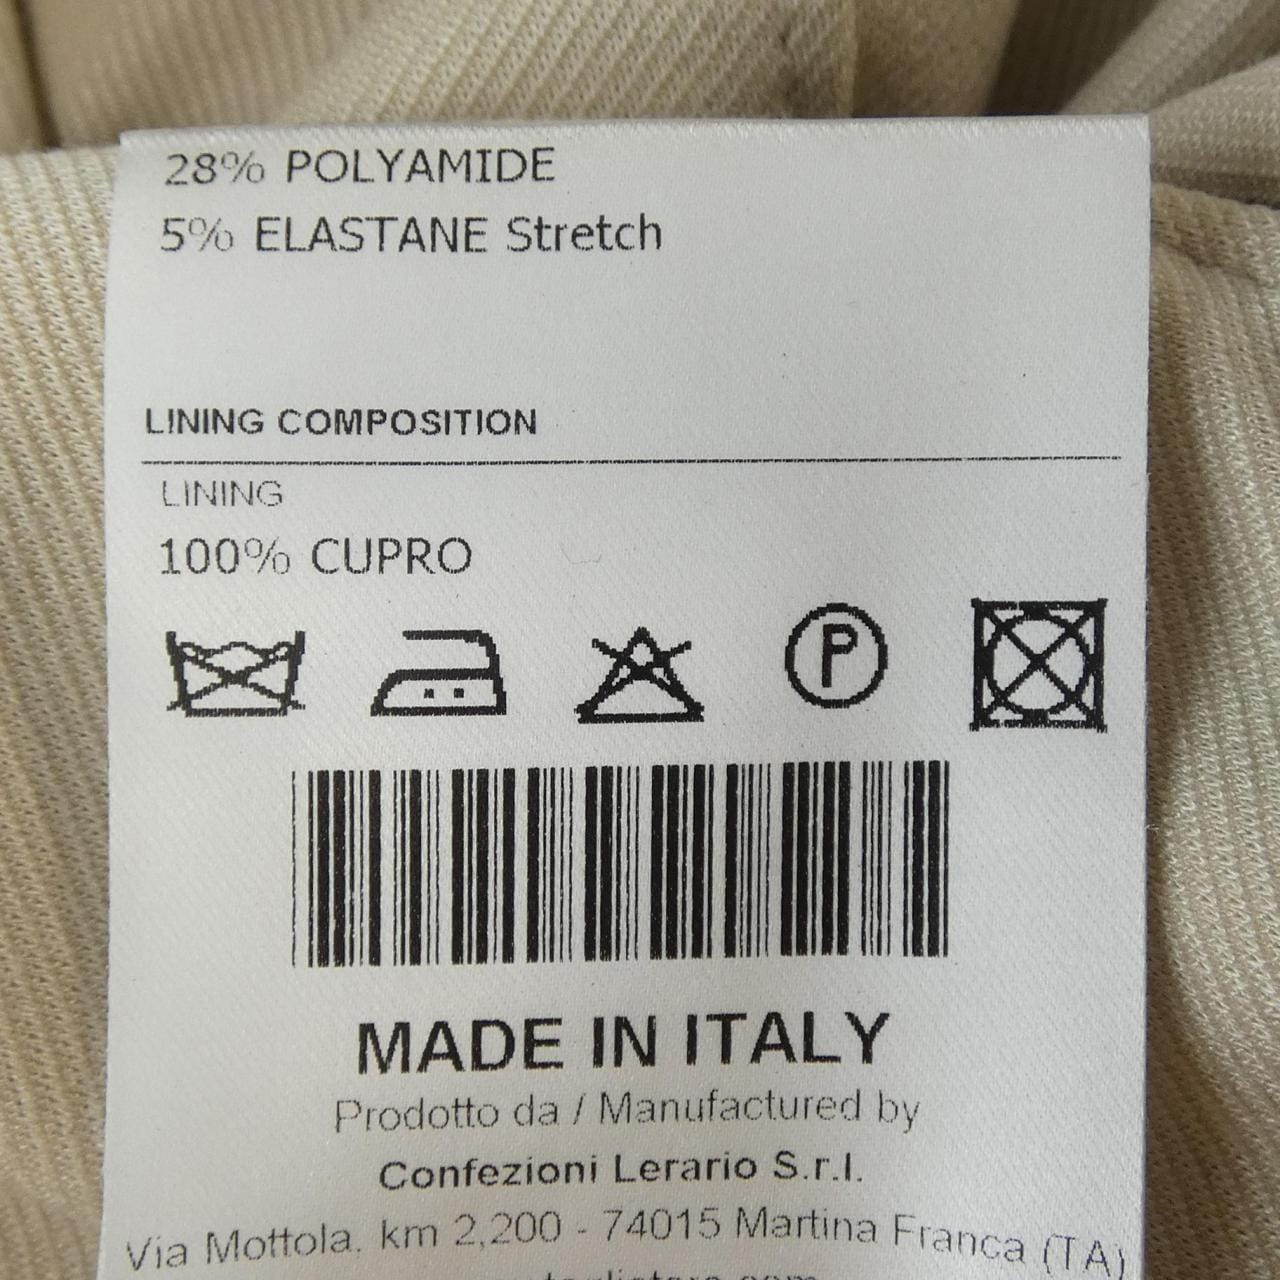 28% POLYAMIDE
5% ELASTANE Stretch
LINING COMPOSITION
LINING
100% CUPRO
P
MADE IN ITALY
Prodotto da / Manufactured by
Confezioni Lerario S.r.l.
Via Mottola, km 2,200 - 74015 Martina Franca (TA)